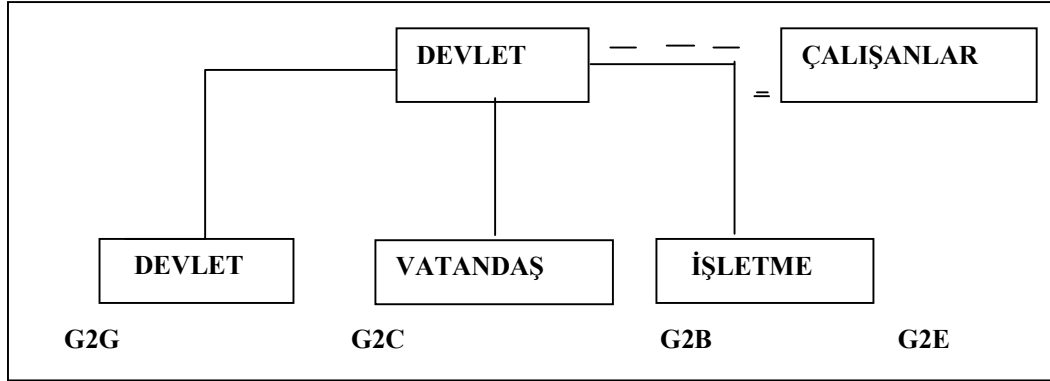 DEVLET ÇALIŞANLAR
DEVLET VATANDAŞ İŞLETME
G2G G2C G2B G2E